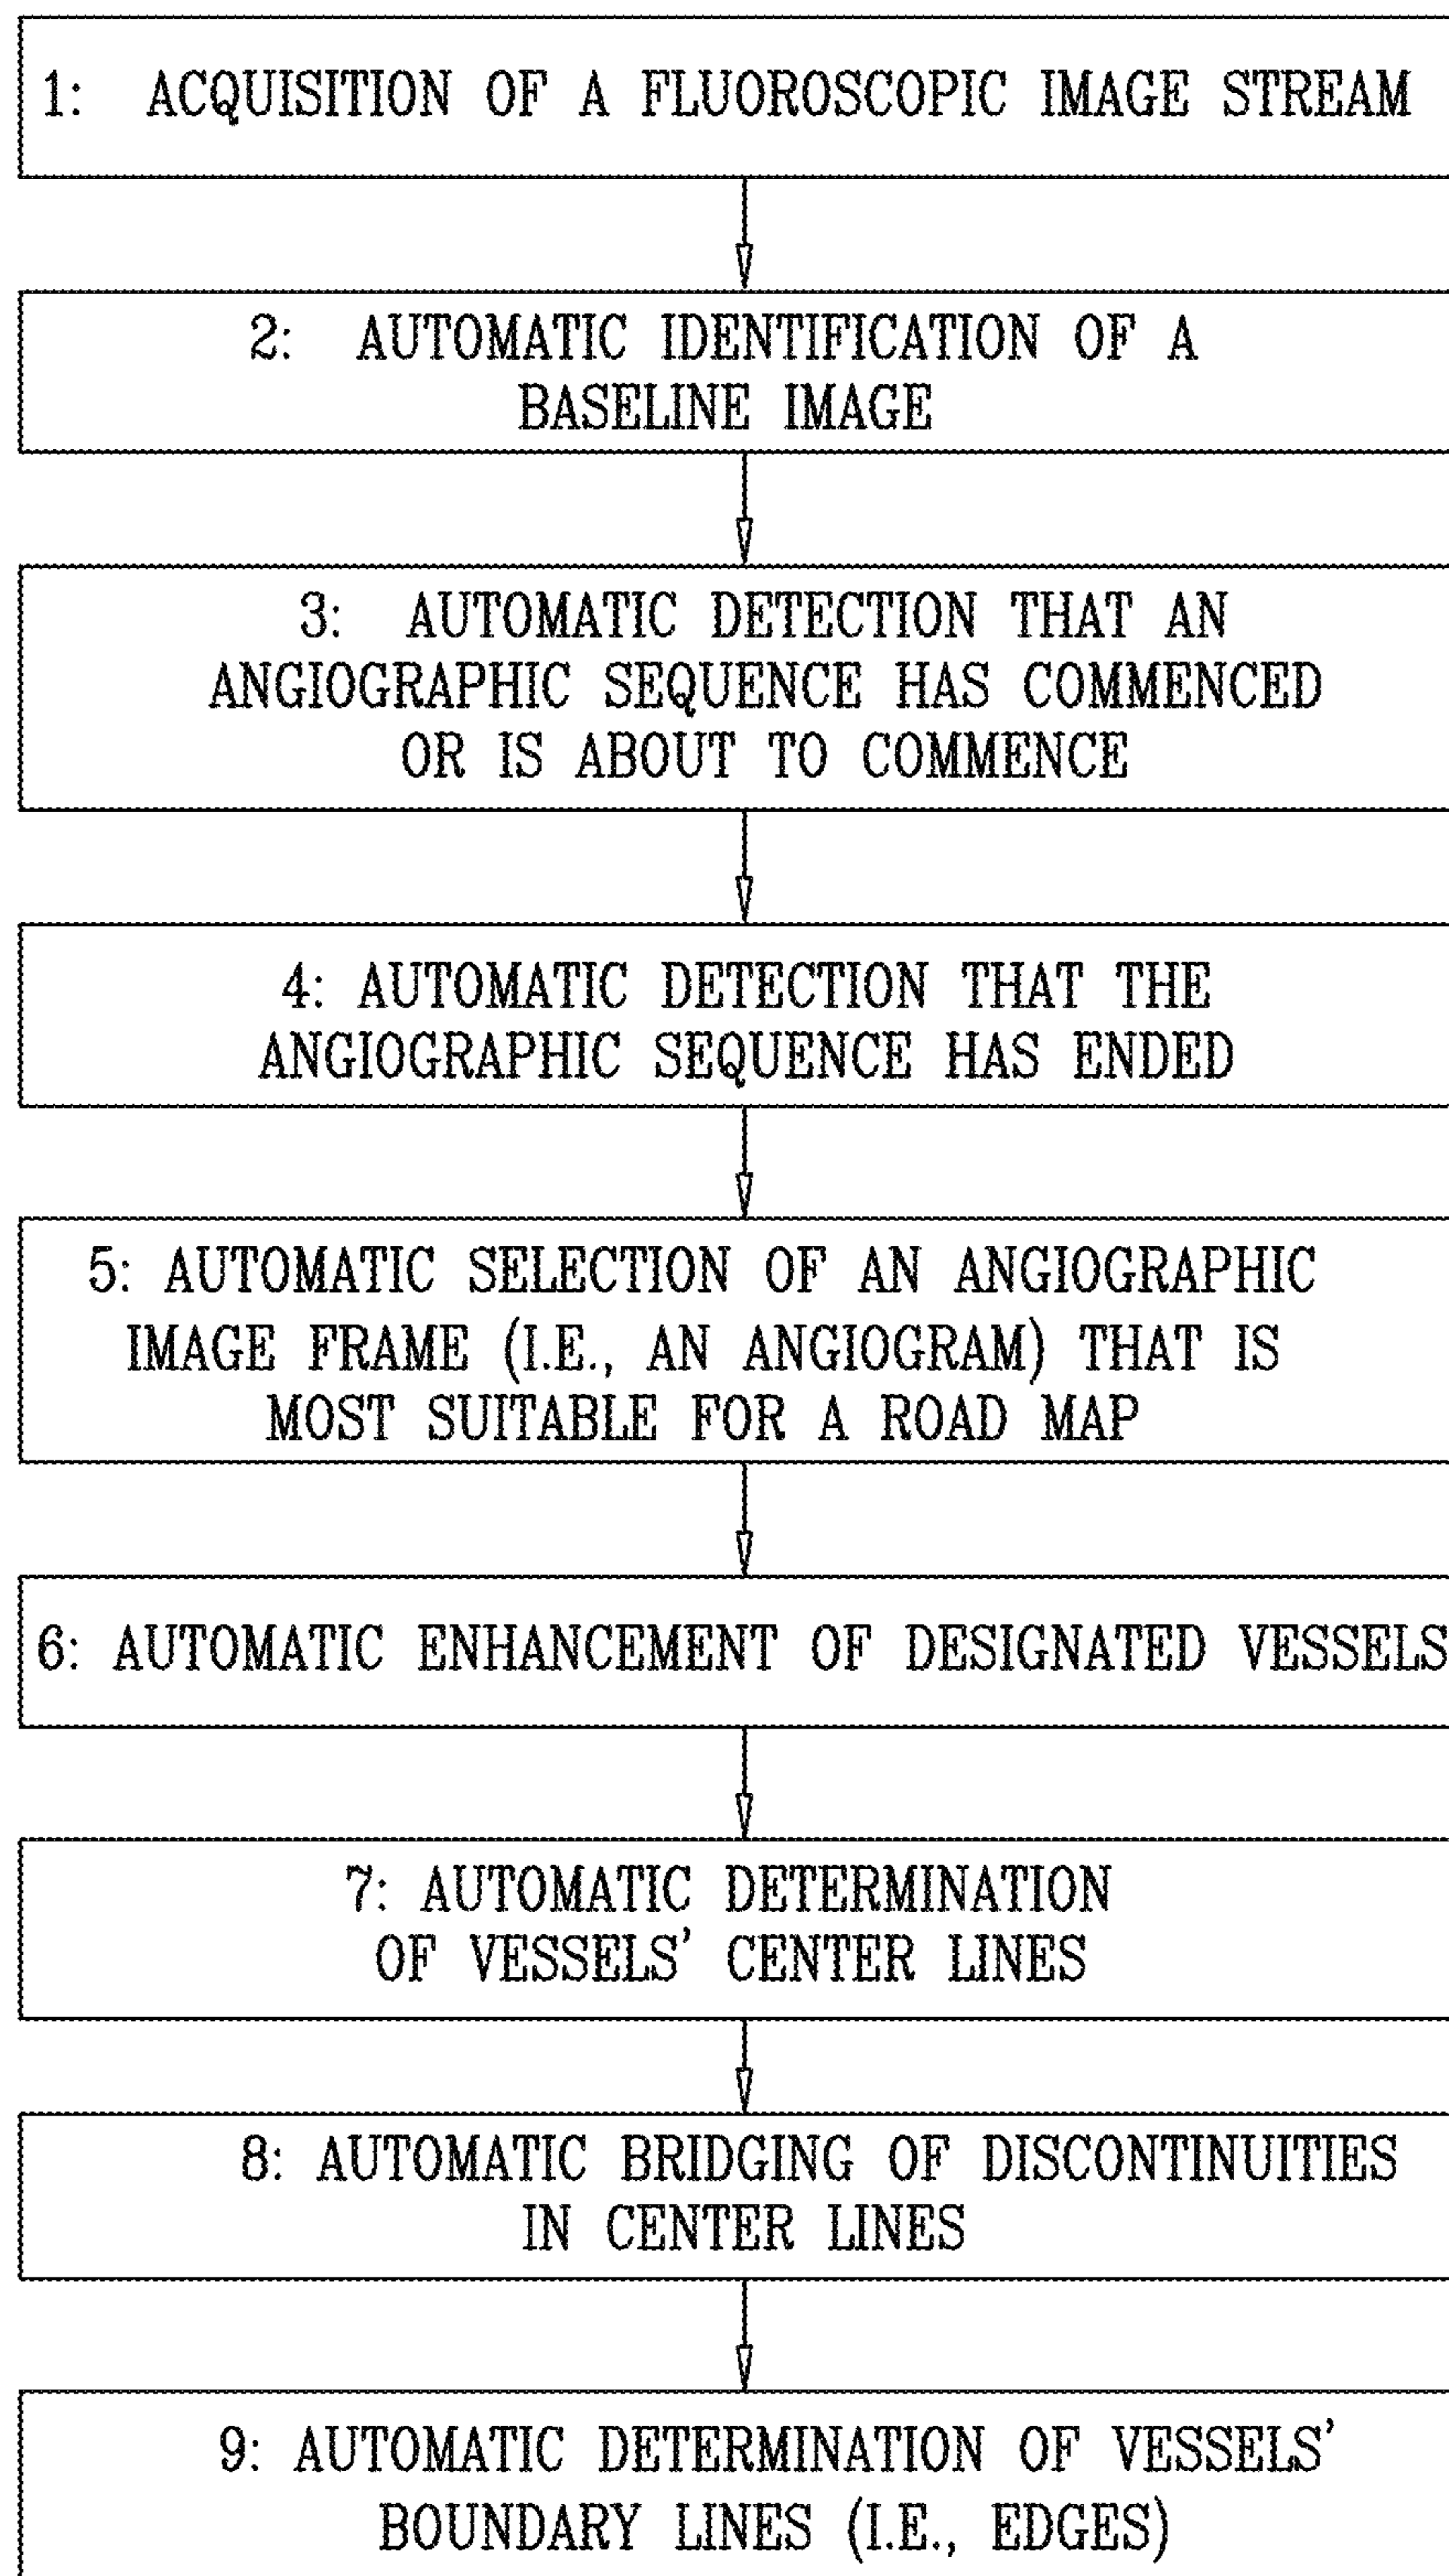 1: ACQUISITION OF A FLUOROSCOPIC IMAGE STREAM
2: AUTOMATIC IDENTIFICATION OF A
BASELINE IMAGE
3: AUTOMATIC DETECTION THAT AN
ANGIOGRAPHIC SEQUENCE HAS COMMENCED
OR IS ABOUT TO COMMENCE
4: AUTOMATIC DETECTION THAT THE
ANGIOGRAPHIC SEQUENCE HAS ENDED
5: AUTOMATIC SELECTION OF AN ANGIOGRAPHIC
IMAGE FRAME (I.E., AN ANGIOGRAM) THAT IS
MOST SUITABLE FOR A ROAD MAP
6: AUTOMATIC ENHANCEMENT OF DESIGNATED VESSELS
7: AUTOMATIC DETERMINATION
OF VESSELS' CENTER LINES
8: AUTOMATIC BRIDGING OF DISCONTINUITIES
IN CENTER LINES
9: AUTOMATIC DETERMINATION OF VESSELS'
BOUNDARY LINES (I.E., EDGES)